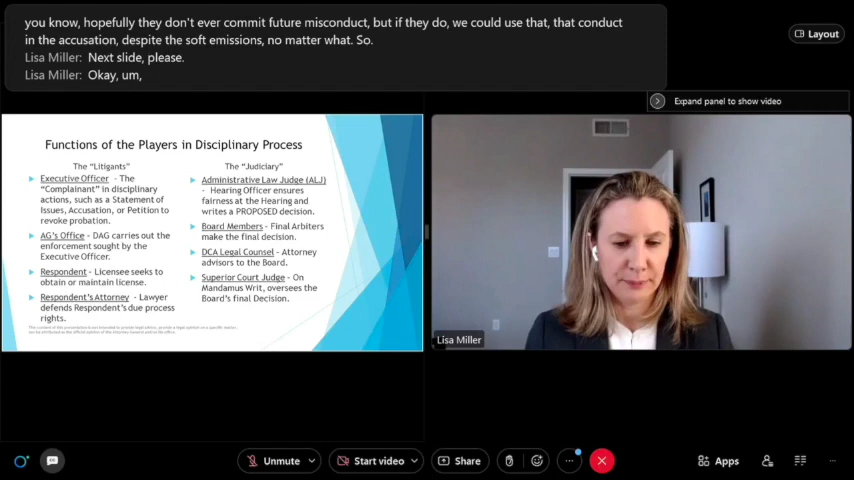 you know, hopefully they don't ever commit future misconduct, but if they do, we could use that, that conduct
in the accusation, despite the soft emissions, no matter what. So.
Lisa Miller: Next slide, please.
Lisa Miller: Okay, um,
Layout
Expand panel to show video
Functions of the Players in Disciplinary Process
The "Litigants"
Executive Officer - The
"Complainant" in disciplinary
actions, such as a Statement of
Issues, Accusation, or Petition to
revoke probation.
AG's Office - DAG carries out the
enforcement sought by the
Executive Officer.
Respondent - Licensee seeks to
obtain or maintain license.
Respondent's Attorney - Lawyer
defends Respondent's due process
rights.
The "Judiciary"
Administrative Law Judge (ALJ)
- Hearing Officer ensures
fairness at the Hearing and
writes a PROPOSED decision.
Board Members - Final Arbiters
make the final decision.
DCA Legal Counsel - Attorney
advisors to the Board.
Superior Court Judge - On
Mandamus Writ, oversees the
Board's final Decision.
Lisa Miller
Unmute
Start video
Share
Apps